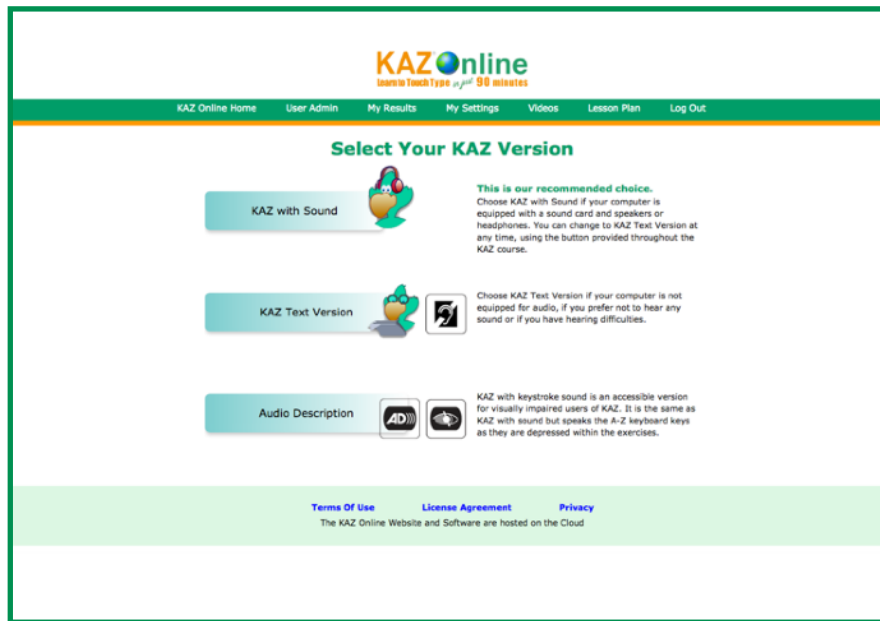 KAZ Online
Learn to Touch Type in just 90 minutes
KAZ Online Home User Admin My Results My Settings Videos Lesson Plan Log Out
Select Your KAZ Version
KAZ with Sound
This is our recommended choice.
Choose KAZ with Sound if your computer is
equipped with a sound card and speakers or
headphones. You can change to KAZ Text Version at
any time, using the button provided throughout the
KAZ course.
KAZ Text Version
Choose KAZ Text Version if your computer is not
equipped for audio, if you prefer not to hear any
sound or if you have hearing difficulties.
Audio Description
AD
KAZ with keystroke sound is an accessible version
for visually impaired users of KAZ. It is the same as
KAZ with sound but speaks the A-Z keyboard keys
as they are depressed within the exercises.
Terms Of Use License Agreement Privacy
The KAZ Online Website and Software are hosted on the Cloud